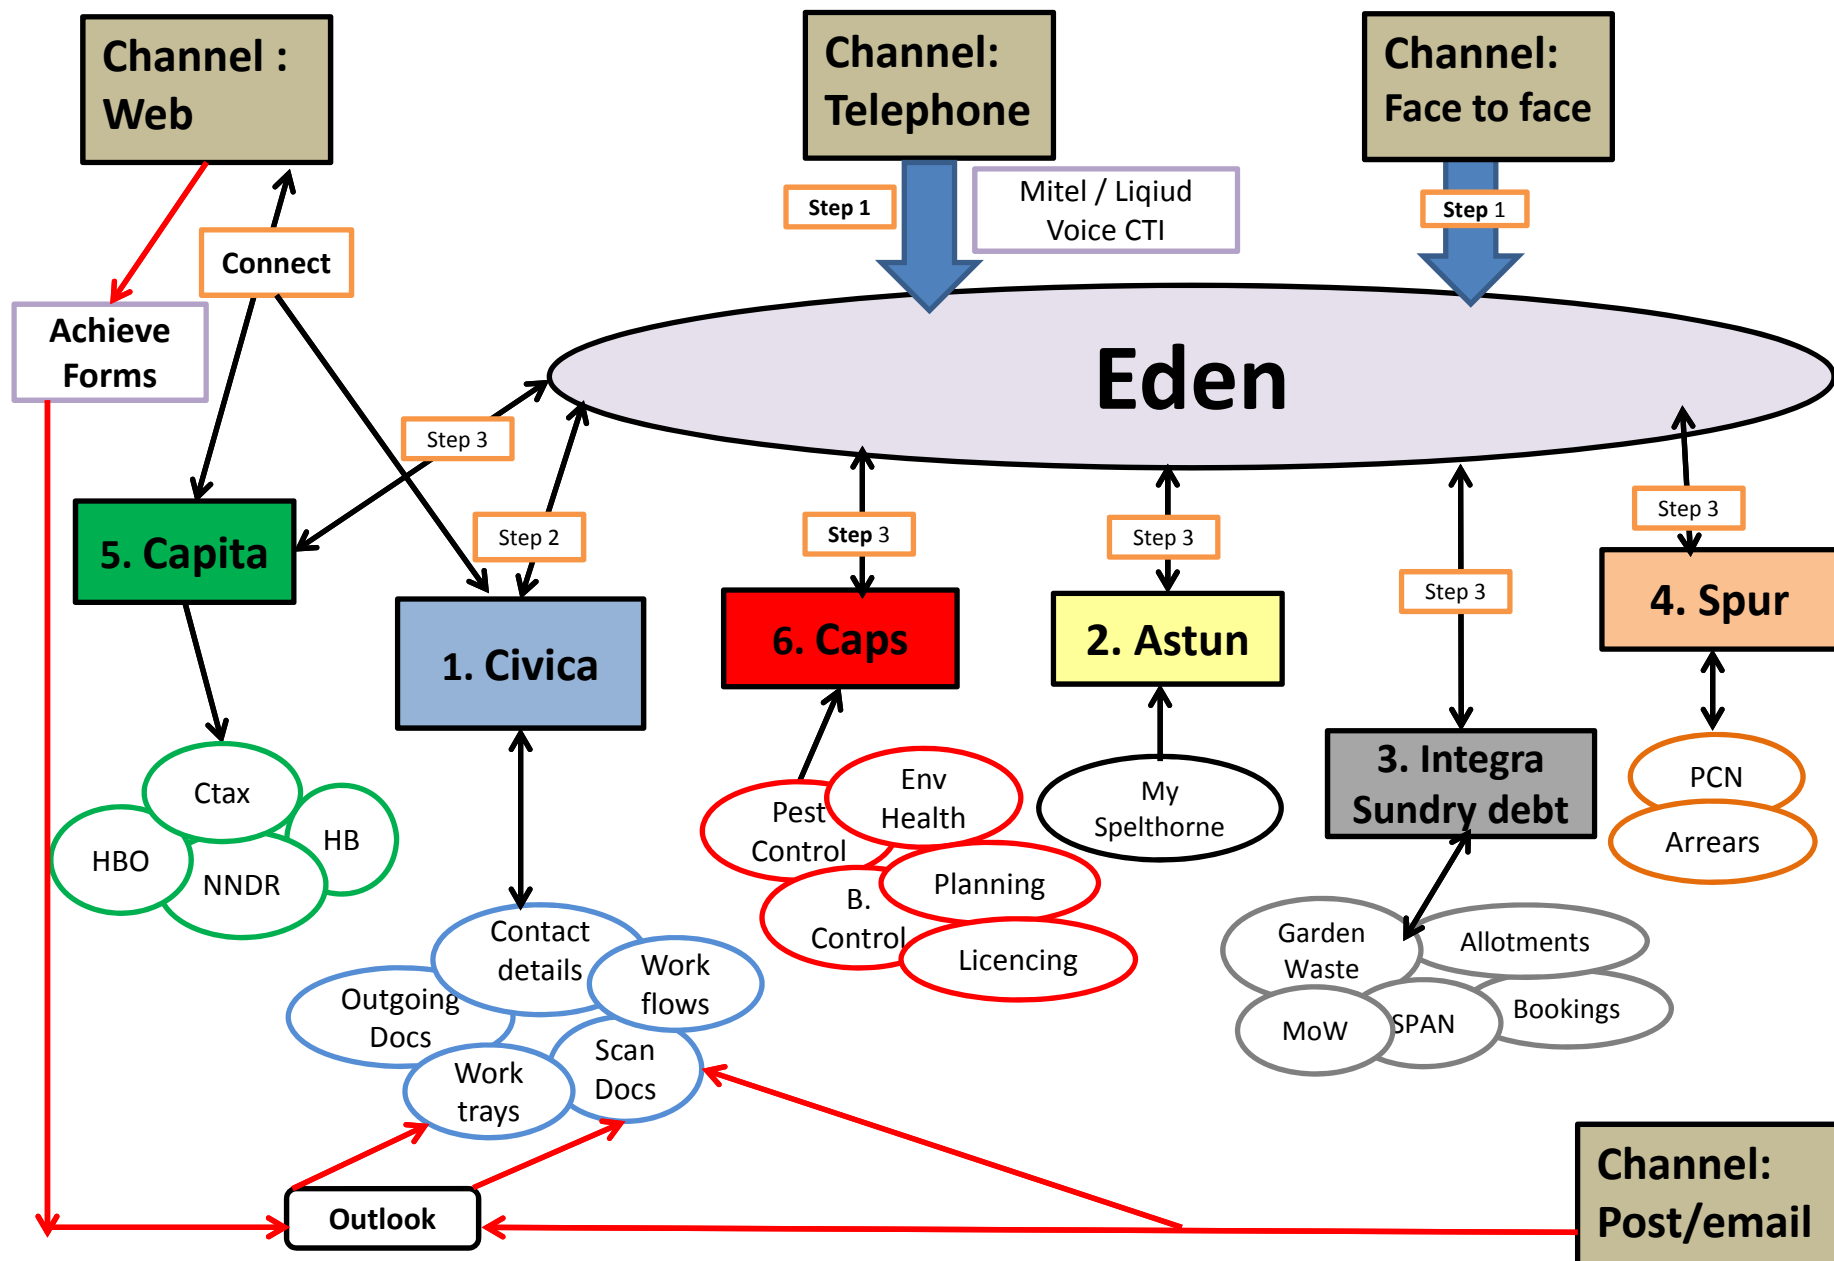 Channel :
Web
Channel:
Telephone
Channel:
Face to face
Step 1
Mitel / Liqiud
Voice CTI
Step 1
Connect
Achieve
Forms
Eden
Step 3
Step 2
Step 3
Step 3
Step 3
Step 3
5. Capita
1. Civica
6. Caps
2. Astun
3. Integra
Sundry debt
4. Spur
Ctax
HBO
HB
NNDR
Contact
details
Work
flows
Outgoing
Docs
Scan
Docs
Work
trays
Pest
Control
Env
Health
Planning
B.
Control
Licencing
My
Spelthorne
PCN
Arrears
Garden
Waste
Allotments
MoW
SPAN
Bookings
Outlook
Channel:
Post/email